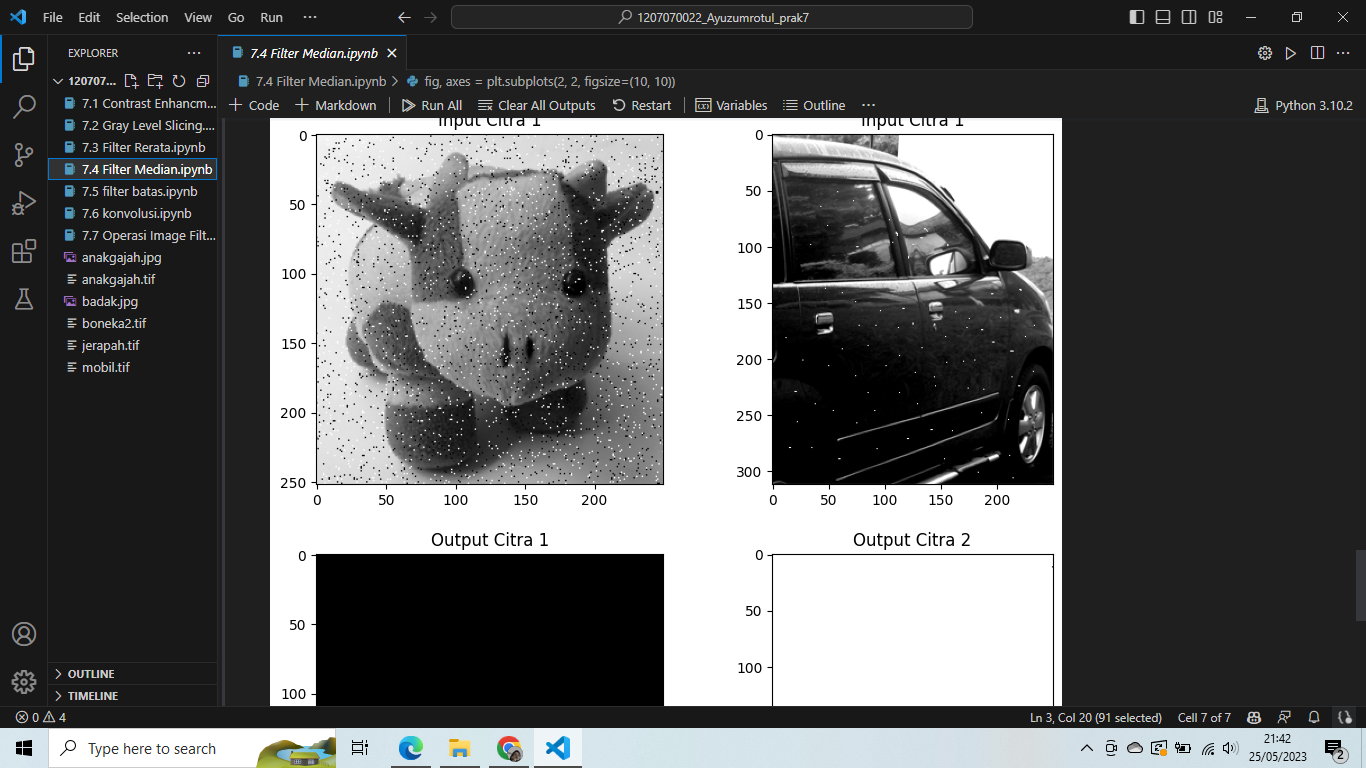 File Edit Selection View Go Run ···
1207070022_Ayuzumrotul_prak7
EXPLORER ···
120707...
7.1 Contrast Enhancm...
7.2 Gray Level Slicing....
7.3 Filter Rerata.ipynb
7.4 Filter Median.ipynb
7.5 filter batas.ipynb
7.6 konvolusi.ipynb
7.7 Operasi Image Filt...
anakgajah.jpg
anakgajah.tif
badak.jpg
boneka2.tif
jerapah.tif
mobil.tif
OUTLINE
TIMELINE
7.4 Filter Median.ipynb
7.4 Filter Median.ipynb > fig, axes = plt.subplots(2, 2, figsize=(10, 10))
+ Code + Markdown Run All Clear All Outputs Restart Variables Outline ··· Python 3.10.2
Input Citra 1
0
50
100
150
200
250
0 50 100 150 200
Input Citra 1
0
50
100
150
200
250
300
0 50 100 150 200
Output Citra 1
0
50
100
Output Citra 2
0
50
100
0 4 Ln 3, Col 20 (91 selected) Cell 7 of 7
Type here to search
21:42
25/05/2023
2